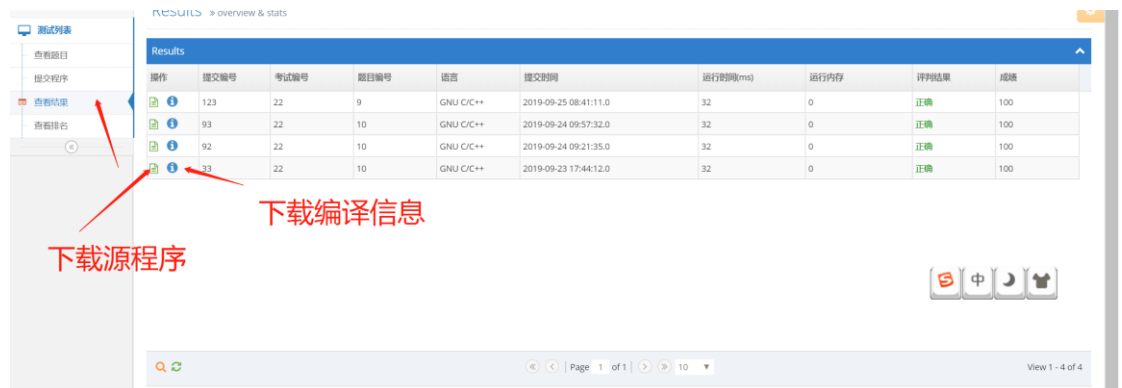 Results » overview & stats
测试列表
查看题目
提交程序
查看结果
查看排名
Results
操作 提交编号 考试编号 题目编号 语言 提交时间 运行时间(ms) 运行内存 评判结果 成绩
123 22 9 GNU C/C++ 2019-09-25 08:41:11.0 32 0 正确 100
93 22 10 GNU C/C++ 2019-09-24 09:57:32.0 32 0 正确 100
92 22 10 GNU C/C++ 2019-09-24 09:21:35.0 32 0 正确 100
33 22 10 GNU C/C++ 2019-09-23 17:44:12.0 32 0 正确 100
下载编译信息
下载源程序
中
Page 1 of 1 10 View 1 - 4 of 4